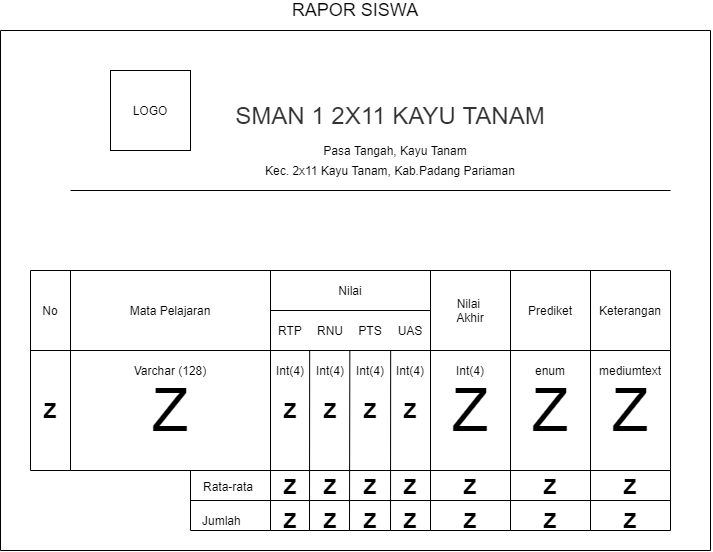 RAPOR SISWA
LOGO
SMAN 1 2X11 KAYU TANAM
Pasa Tangah, Kayu Tanam
Kec. 2x11 Kayu Tanam, Kab.Padang Pariaman
No Mata Pelajaran Nilai Nilai Akhir Prediket Keterangan
RTP RNU PTS UAS
Varchar (128) Int(4) Int(4) Int(4) Int(4) Int(4) enum mediumtext
Z Z Z Z Z Z Z Z Z
Rata-rata Z Z Z Z Z Z Z
Jumlah Z Z Z Z Z Z Z